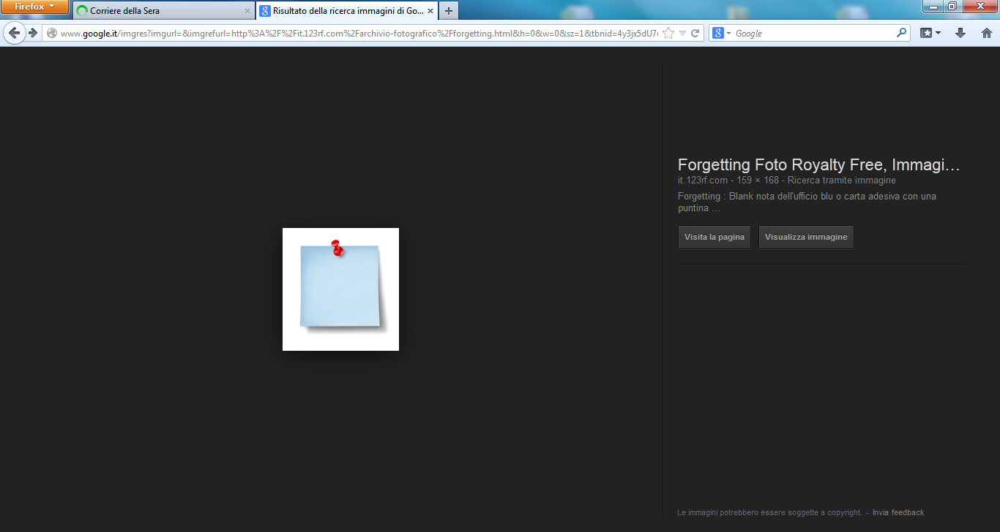 Firefox
Corriere della Sera
Risultato della ricerca immagini di Go...
www.google.it/imgres?imgurl=&imgrefurl=http%3A%2F%2Fit.123rf.com%2Farchivio-fotografico%2Fforgetting.html&h=0&w=0&sz=1&tbnid=4y3jx5dU7
Google
Forgetting Foto Royalty Free, Immagi...
it.123rf.com - 159 × 168 - Ricerca tramite immagine
Forgetting : Blank nota dell'ufficio blu o carta adesiva con una
puntina ...
Visita la pagina
Visualizza immagine
Le immagini potrebbero essere soggette a copyright. - Invia feedback